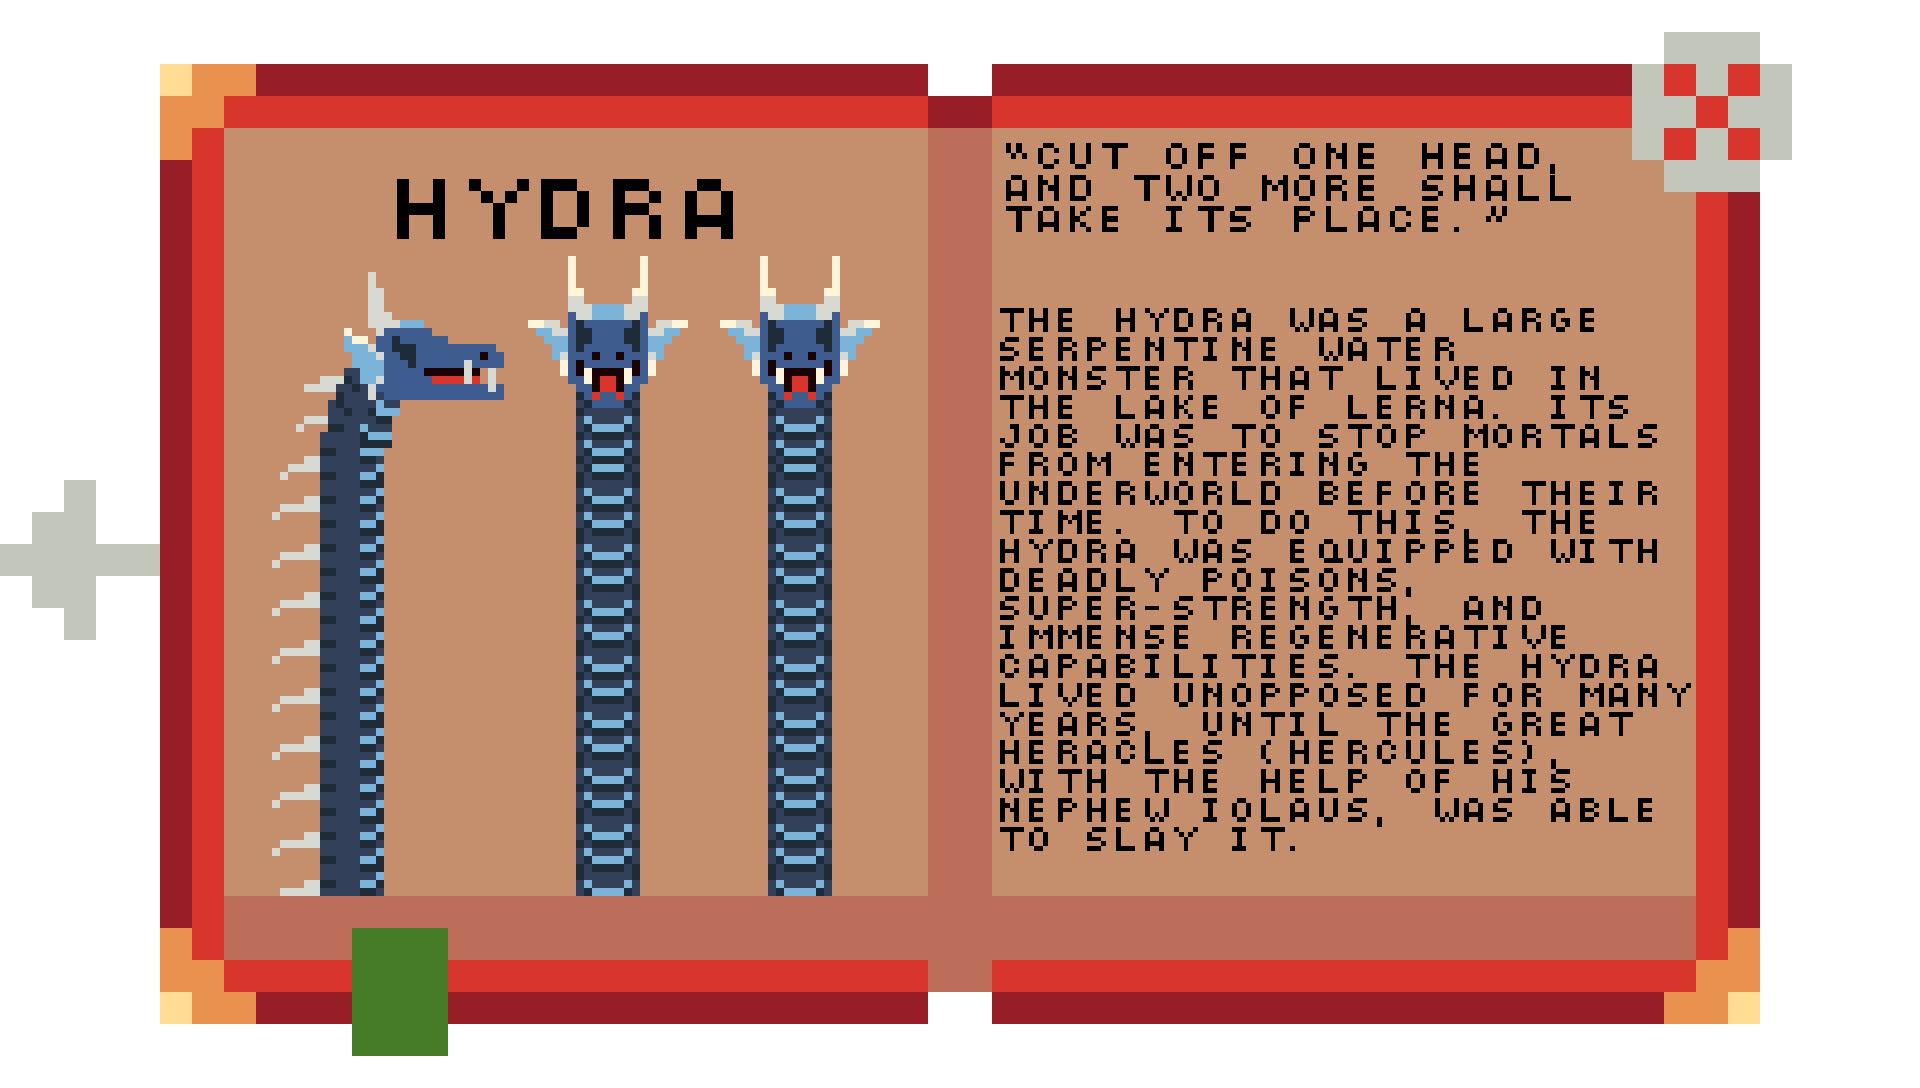 HYDRA
"CUT OFF ONE HEAD,
AND TWO MORE SHALL
TAKE ITS PLACE."
THE HYDRA WAS A LARGE
SERPENTINE WATER
MONSTER THAT LIVED IN
THE LAKE OF LERNA. ITS
JOB WAS TO STOP MORTALS
FROM ENTERING THE
UNDERWORLD BEFORE THEIR
TIME. TO DO THIS, THE
HYDRA WAS EQUIPPED WITH
DEADLY POISONS,
SUPER-STRENGTH, AND
IMMENSE REGENERATIVE
CAPABILITIES. THE HYDRA
LIVED UNOPPOSED FOR MANY
YEARS UNTIL THE GREAT
HERACLES (HERCULES),
WITH THE HELP OF HIS
NEPHEW IOLAUS, WAS ABLE
TO SLAY IT.